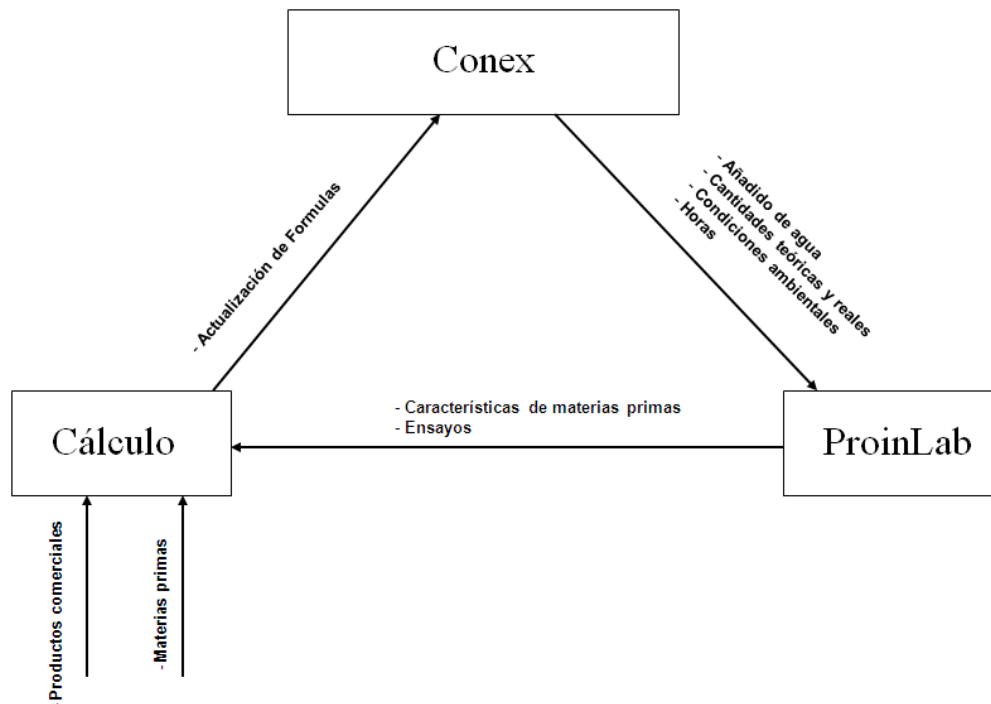 Conex
- Actualización de Formulas
- Añadido de agua
- Cantidades teóricas y reales
- Condiciones ambientales
- Horas
- Características de materias primas
- Ensayos
Cálculo
ProinLab
-Productos comerciales
- Materias primas